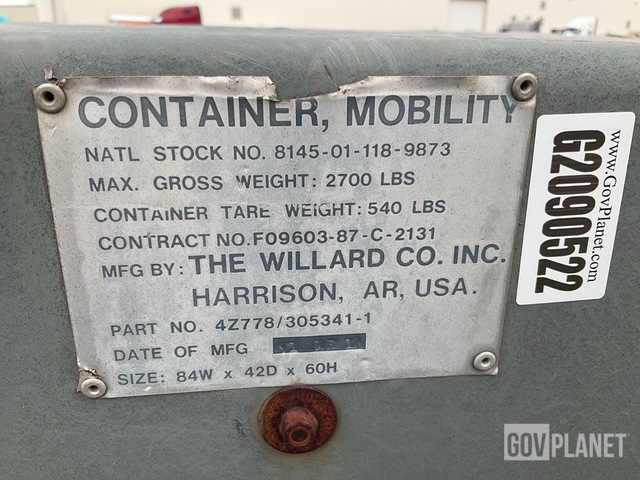 CONTAINER, MOBILITY
NATL STOCK NO. 8145-01-118-9873
MAX. GROSS WEIGHT: 2700 LBS
CONTAINER TARE WEIGHT: 540 LBS
CONTRACT NO. F09603-87-C-2131
MFG BY: THE WILLARD CO. INC.
HARRISON, AR, USA.
PART NO. 4Z778/305341-1
DATE OF MFG
SIZE: 84W x 42D x 60H
www.GovPlanet.com
G2090522
GOVPLANET